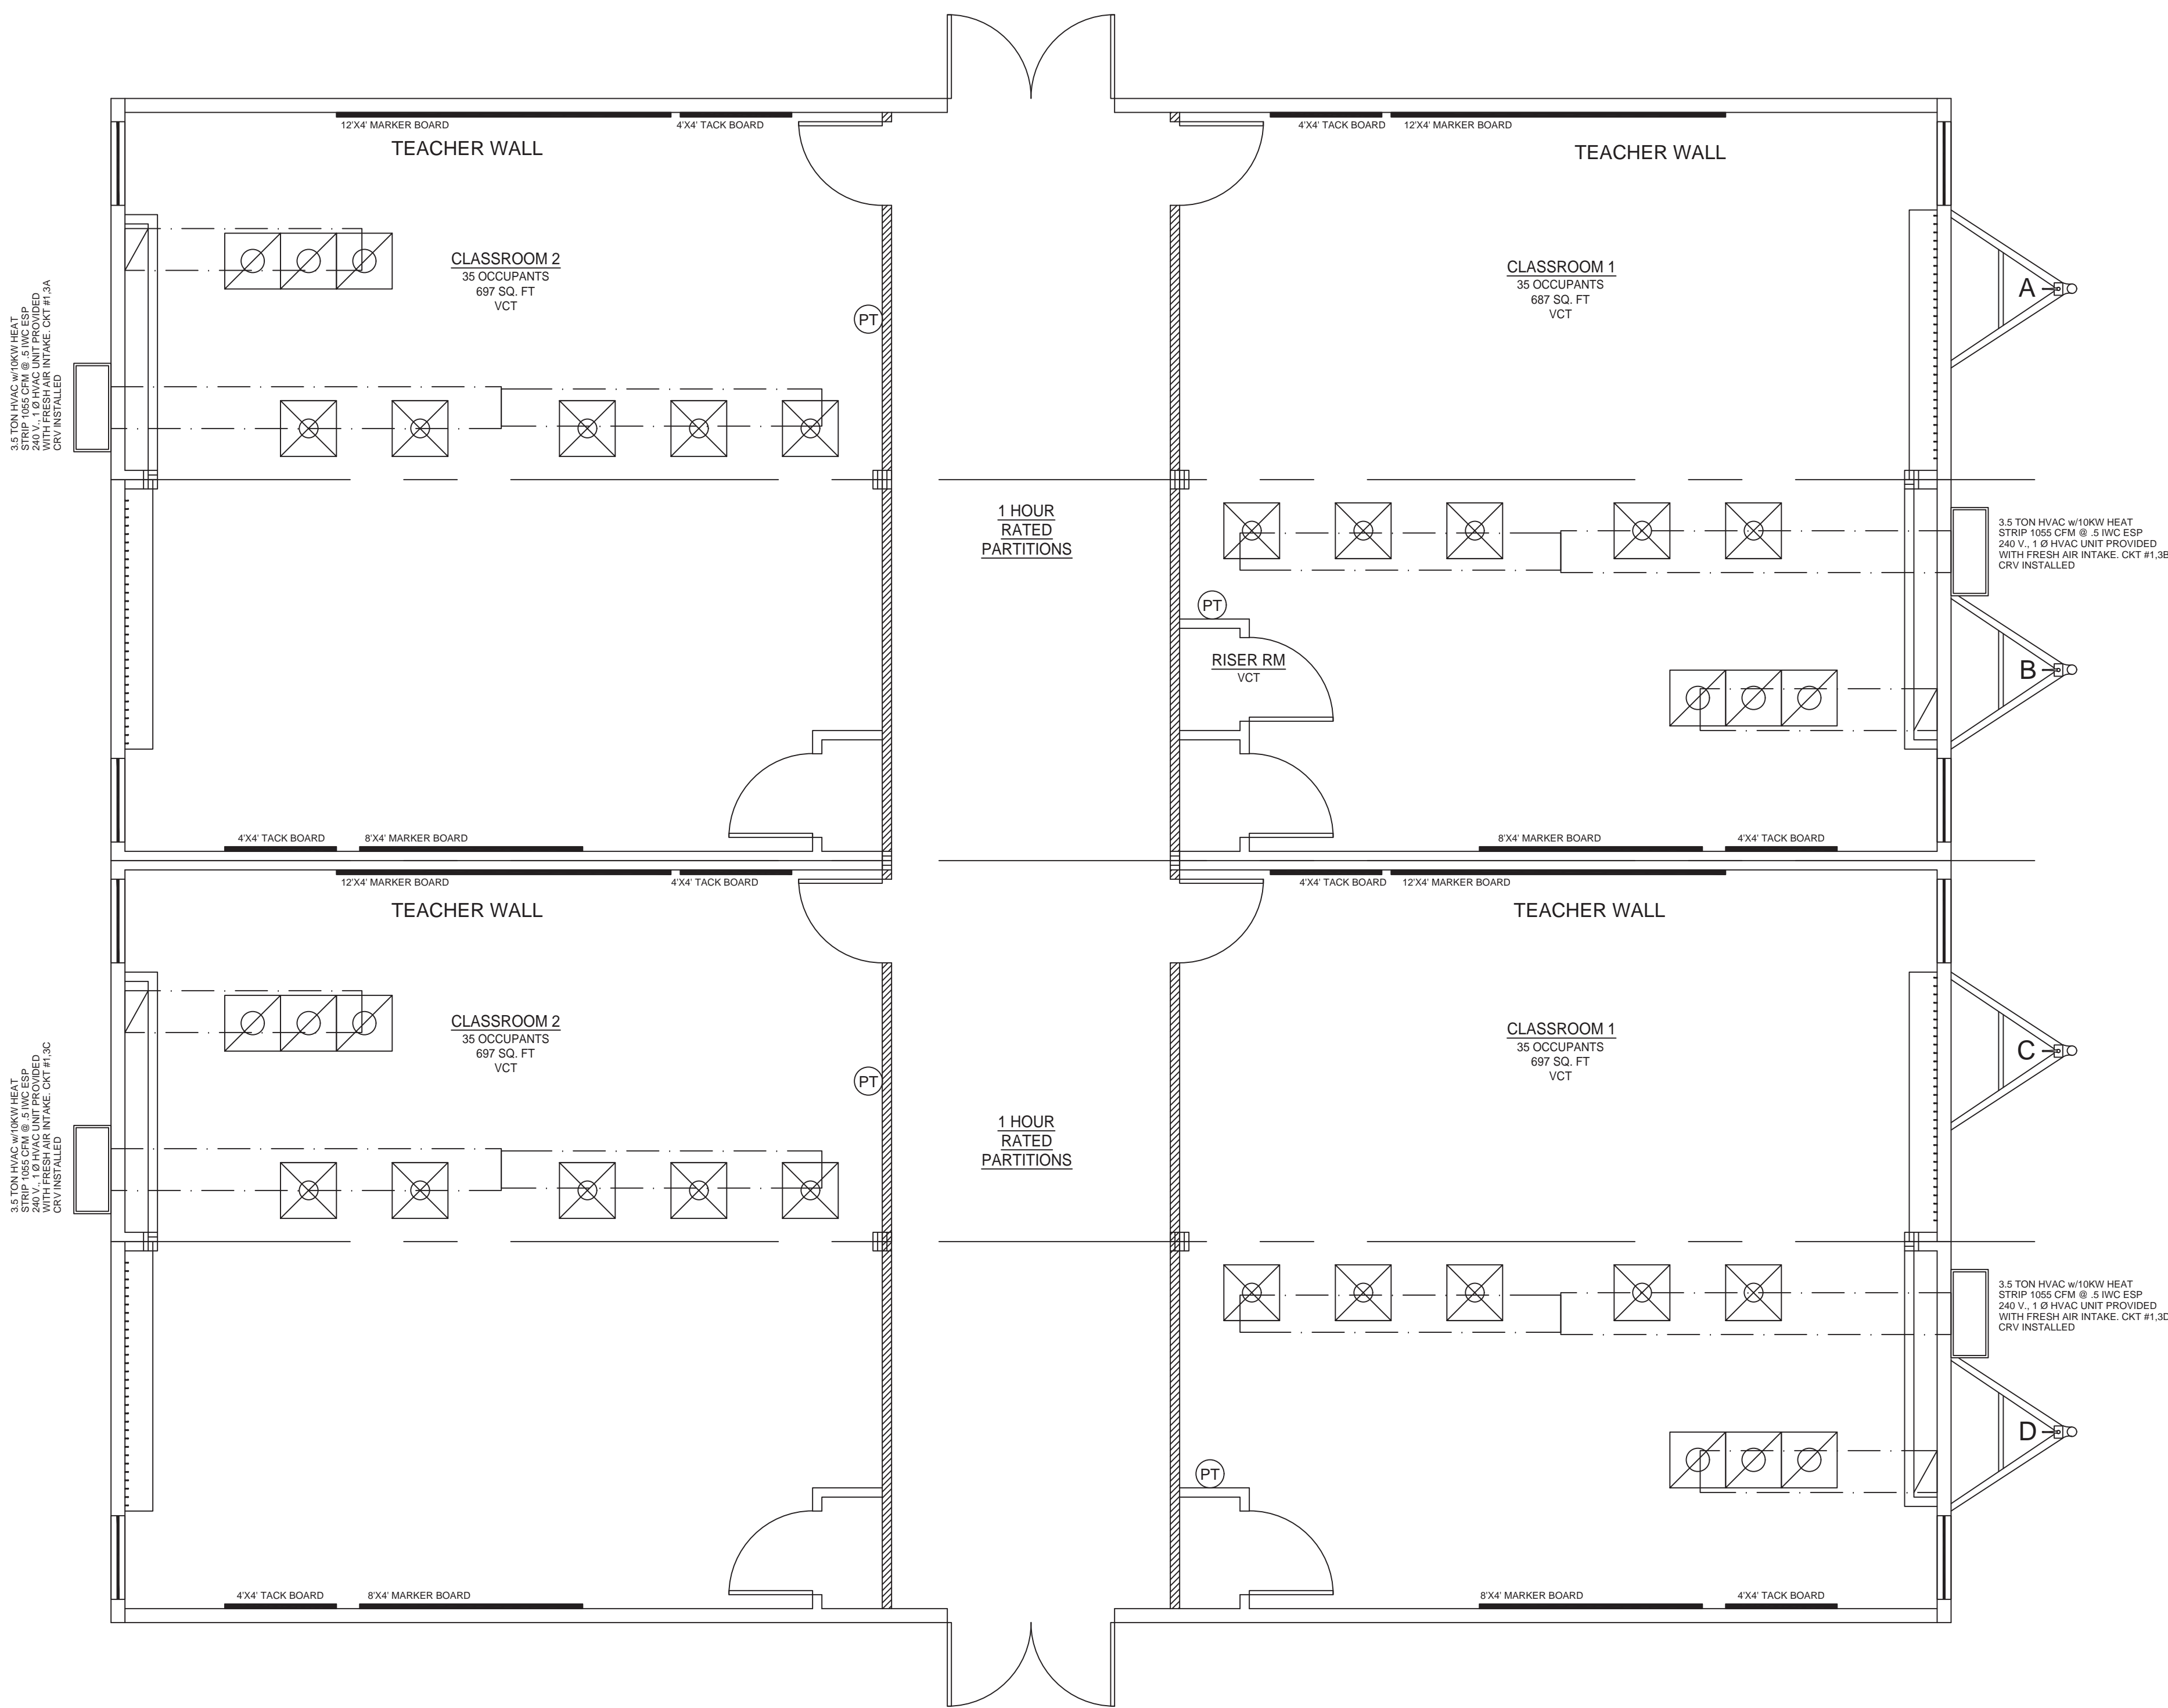 12'X4' MARKER BOARD
4'X4' TACK BOARD
4'X4' TACK BOARD
12'X4' MARKER BOARD
TEACHER WALL
TEACHER WALL
CLASSROOM 2
35 OCCUPANTS
697 SQ. FT
VCT
CLASSROOM 1
35 OCCUPANTS
687 SQ. FT
VCT
A
PT
3.5 TON HVAC w/10KW HEAT
STRIP 1055 CFM @ .5 IWC ESP
240 V., 1 Ø HVAC UNIT PROVIDED
WITH FRESH AIR INTAKE. CKT #1,3A
CRV INSTALLED
1 HOUR
RATED
PARTITIONS
3.5 TON HVAC w/10KW HEAT
STRIP 1055 CFM @ .5 IWC ESP
240 V., 1 Ø HVAC UNIT PROVIDED
WITH FRESH AIR INTAKE. CKT #1,3B
CRV INSTALLED
PT
RISER RM
VCT
B
4'X4' TACK BOARD
8'X4' MARKER BOARD
8'X4' MARKER BOARD
4'X4' TACK BOARD
12'X4' MARKER BOARD
4'X4' TACK BOARD
4'X4' TACK BOARD
12'X4' MARKER BOARD
TEACHER WALL
TEACHER WALL
CLASSROOM 2
35 OCCUPANTS
697 SQ. FT
VCT
CLASSROOM 1
35 OCCUPANTS
697 SQ. FT
VCT
C
PT
3.5 TON HVAC w/10KW HEAT
STRIP 1055 CFM @ .5 IWC ESP
240 V., 1 Ø HVAC UNIT PROVIDED
WITH FRESH AIR INTAKE. CKT #1,3C
CRV INSTALLED
1 HOUR
RATED
PARTITIONS
3.5 TON HVAC w/10KW HEAT
STRIP 1055 CFM @ .5 IWC ESP
240 V., 1 Ø HVAC UNIT PROVIDED
WITH FRESH AIR INTAKE. CKT #1,3D
CRV INSTALLED
D
PT
4'X4' TACK BOARD
8'X4' MARKER BOARD
8'X4' MARKER BOARD
4'X4' TACK BOARD